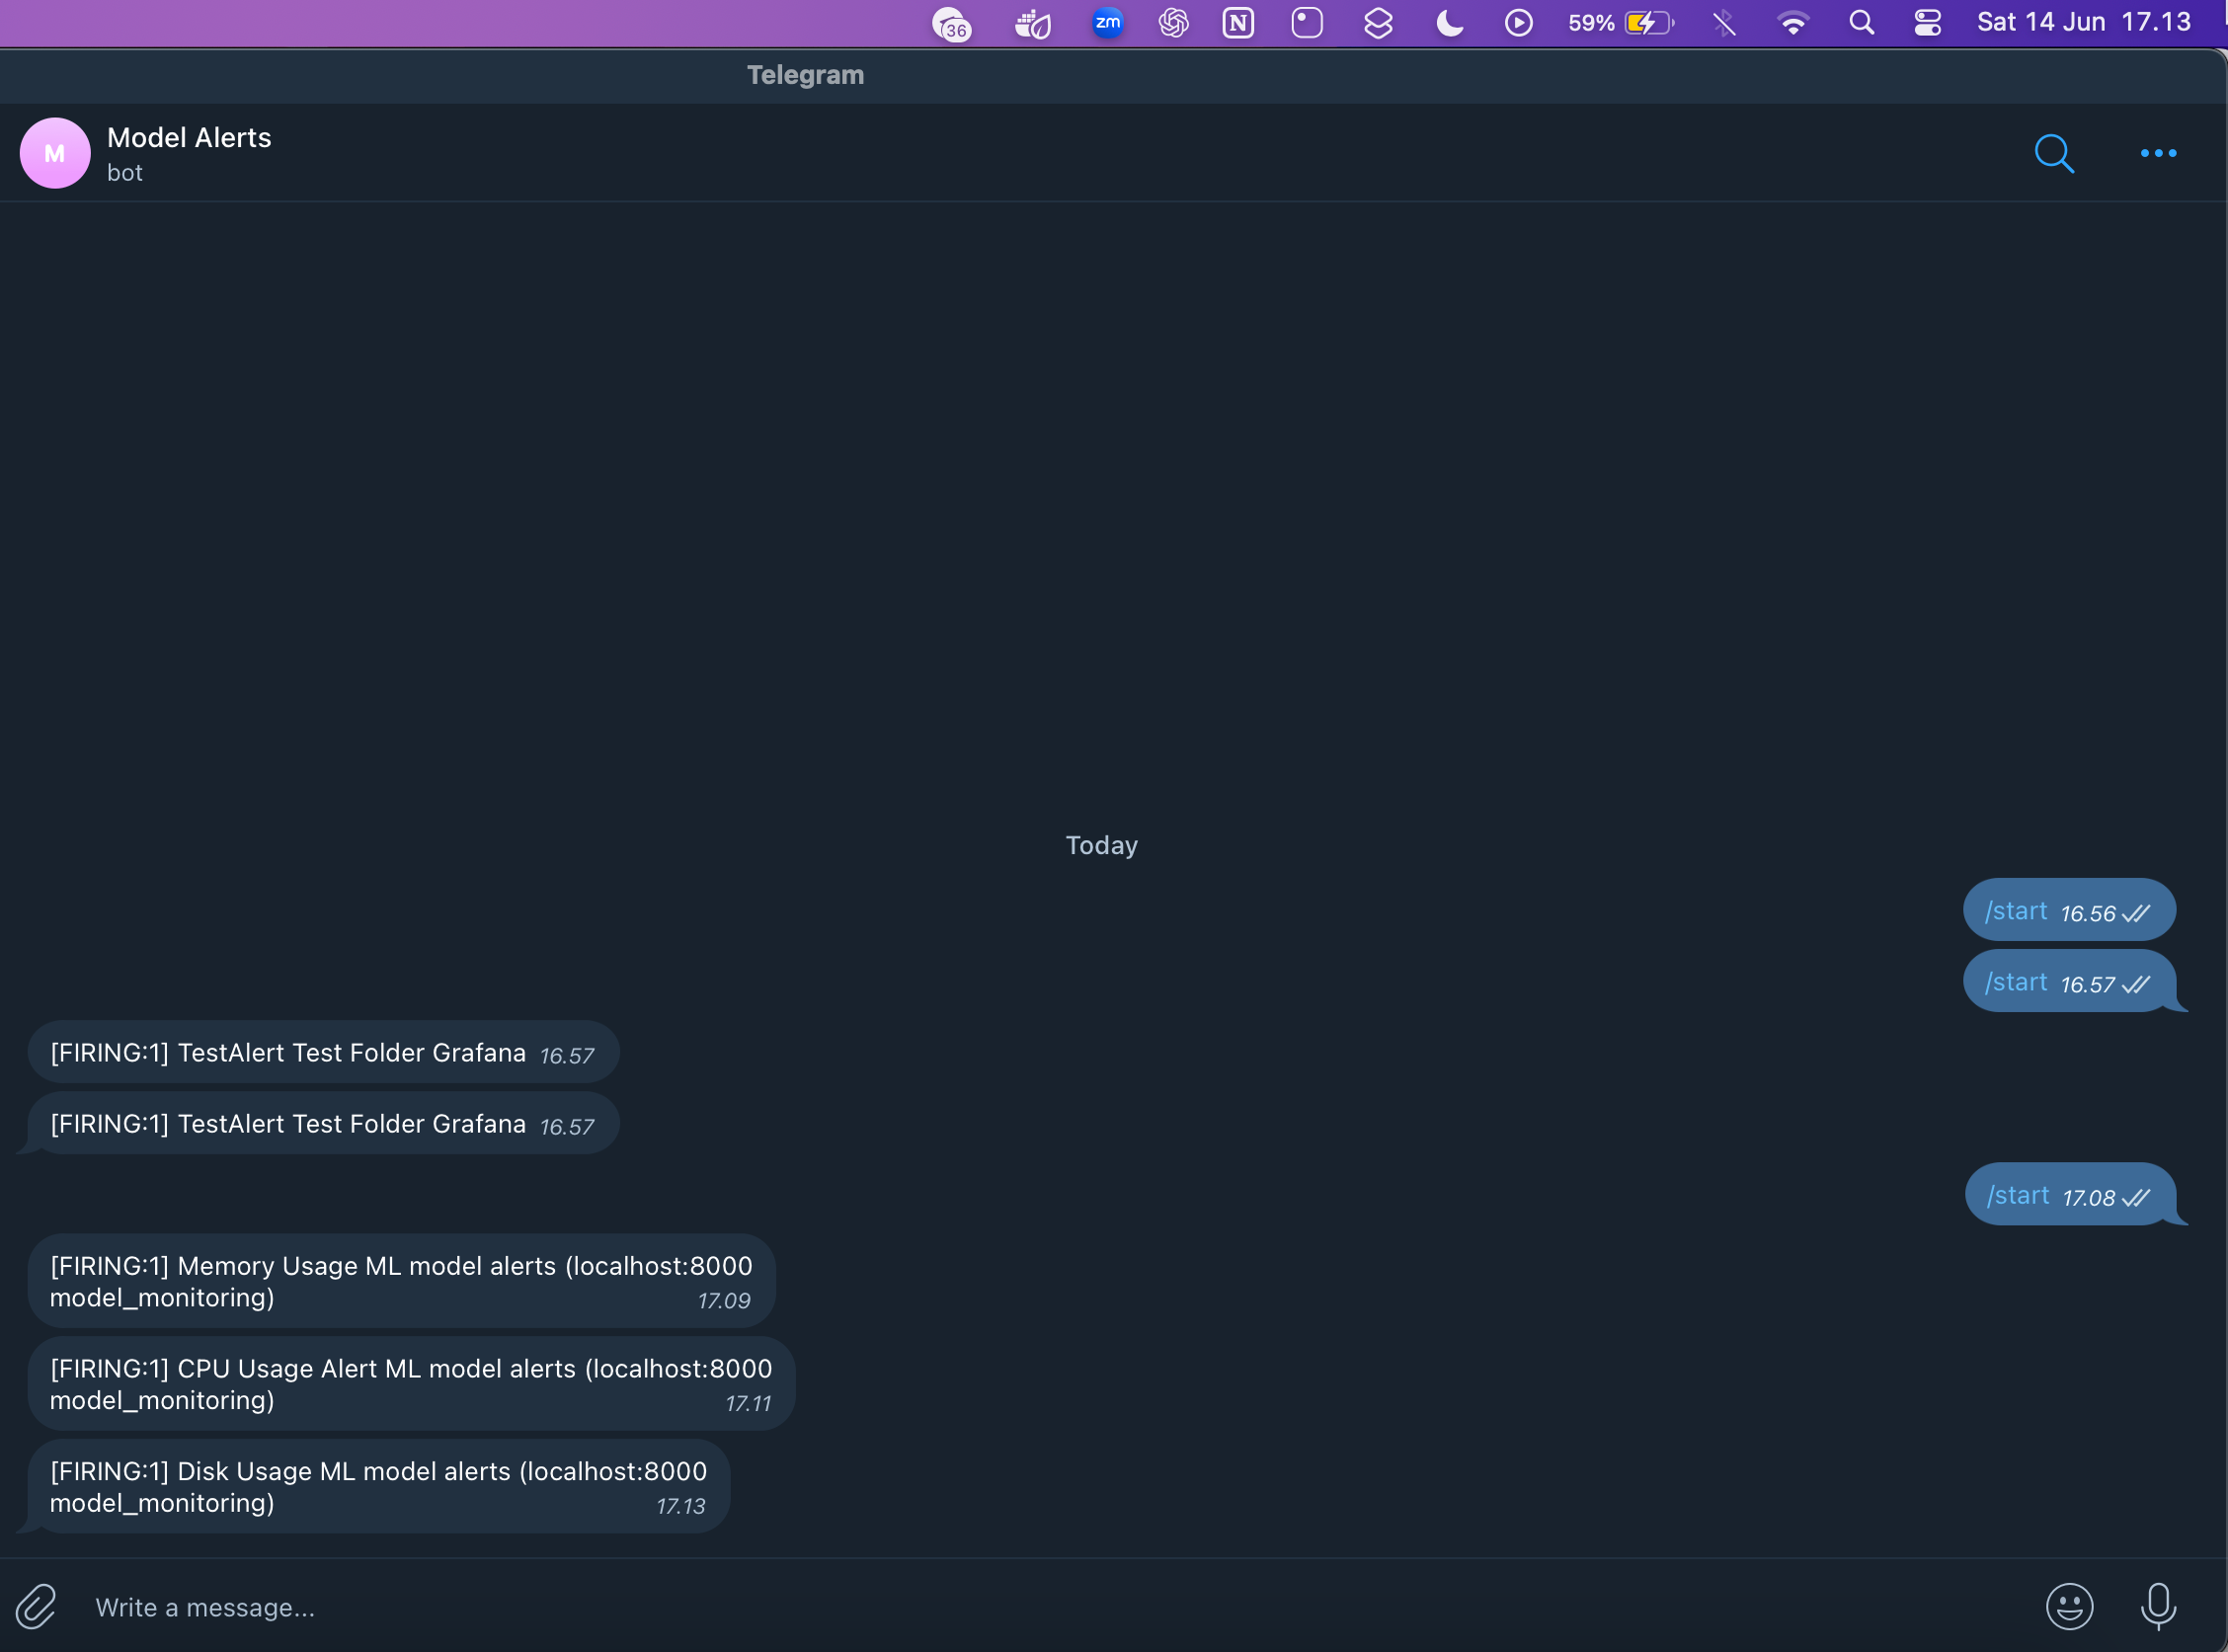 36
zm
N
59%
Sat 14 Jun 17.13
Telegram
M
Model Alerts
bot
Today
/start 16.56
/start 16.57
[FIRING:1] TestAlert Test Folder Grafana 16.57
[FIRING:1] TestAlert Test Folder Grafana 16.57
/start 17.08
[FIRING:1] Memory Usage ML model alerts (localhost:8000
model_monitoring) 17.09
[FIRING:1] CPU Usage Alert ML model alerts (localhost:8000
model_monitoring) 17.11
[FIRING:1] Disk Usage ML model alerts (localhost:8000
model_monitoring) 17.13
Write a message...